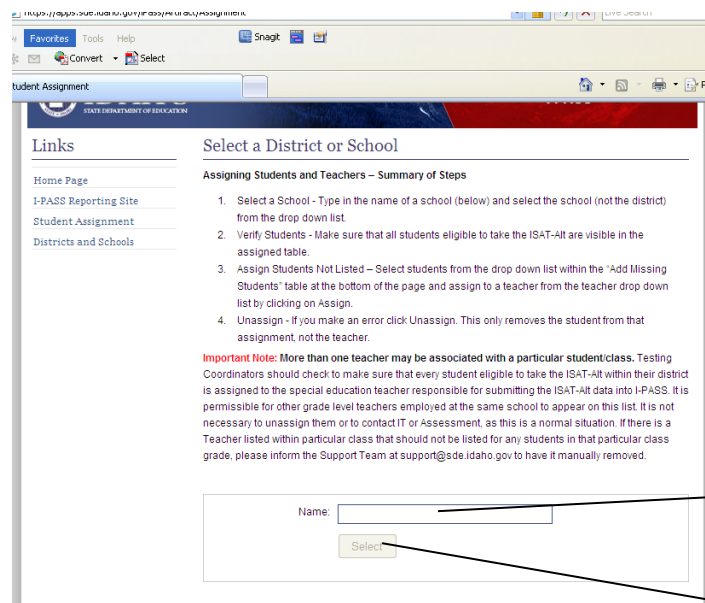 https://apps.sde.idaho.gov/IPass/Artifact/Assignment
Live Search
Favorites Tools Help
Snagit
Convert Select
tudent Assignment
STATE DEPARTMENT OF EDUCATION
Links
Select a District or School
Home Page
I-PASS Reporting Site
Student Assignment
Districts and Schools
Assigning Students and Teachers – Summary of Steps
1. Select a School - Type in the name of a school (below) and select the school (not the district)
from the drop down list.
2. Verify Students - Make sure that all students eligible to take the ISAT-Alt are visible in the
assigned table.
3. Assign Students Not Listed – Select students from the drop down list within the "Add Missing
Students" table at the bottom of the page and assign to a teacher from the teacher drop down
list by clicking on Assign.
4. Unassign - If you make an error click Unassign. This only removes the student from that
assignment, not the teacher.
Important Note: More than one teacher may be associated with a particular student/class. Testing
Coordinators should check to make sure that every student eligible to take the ISAT-Alt within their district
is assigned to the special education teacher responsible for submitting the ISAT-Alt data into I-PASS. It is
permissible for other grade level teachers employed at the same school to appear on this list. It is not
necessary to unassign them or to contact IT or Assessment, as this is a normal situation. If there is a
Teacher listed within particular class that should not be listed for any students in that particular class
grade, please inform the Support Team at support@sde.idaho.gov to have it manually removed.
Name:
Select